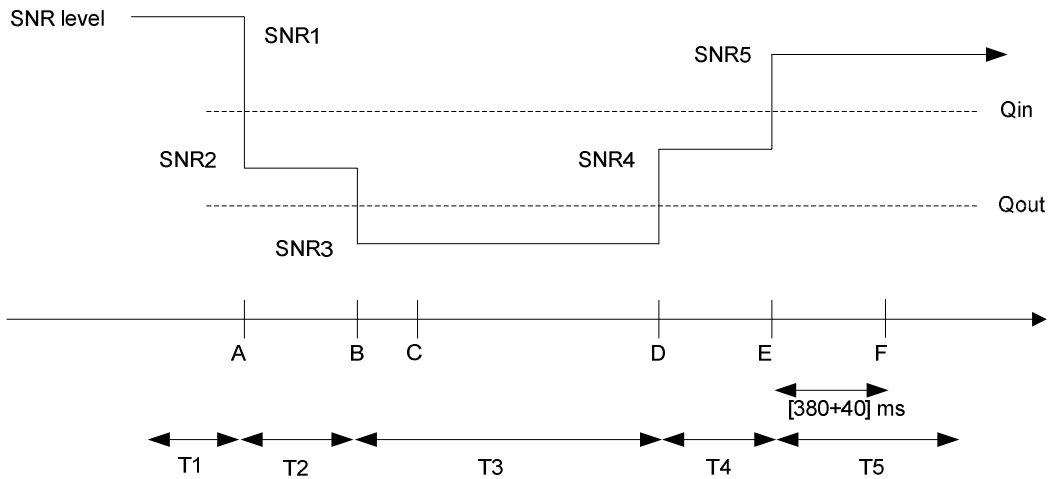 SNR level
SNR1
SNR5
Qin
SNR2
SNR4
Qout
SNR3
A
B
C
D
E
F
[380+40] ms
T1
T2
T3
T4
T5